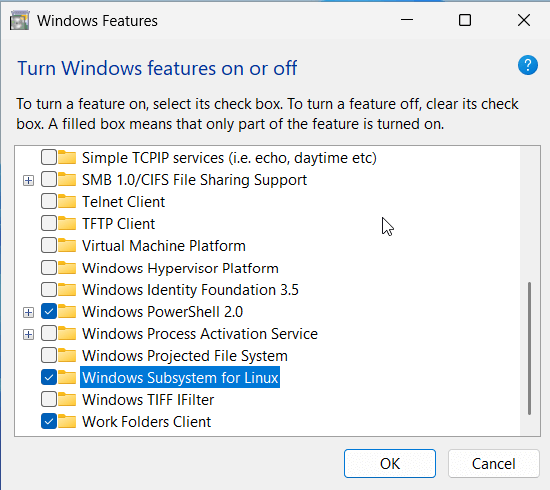 Windows Features
Turn Windows features on or off
?
To turn a feature on, select its check box. To turn a feature off, clear its check
box. A filled box means that only part of the feature is turned on.
Simple TCPIP services (i.e. echo, daytime etc)
SMB 1.0/CIFS File Sharing Support
Telnet Client
TFTP Client
Virtual Machine Platform
Windows Hypervisor Platform
Windows Identity Foundation 3.5
Windows PowerShell 2.0
Windows Process Activation Service
Windows Projected File System
Windows Subsystem for Linux
Windows TIFF IFilter
Work Folders Client
OK
Cancel